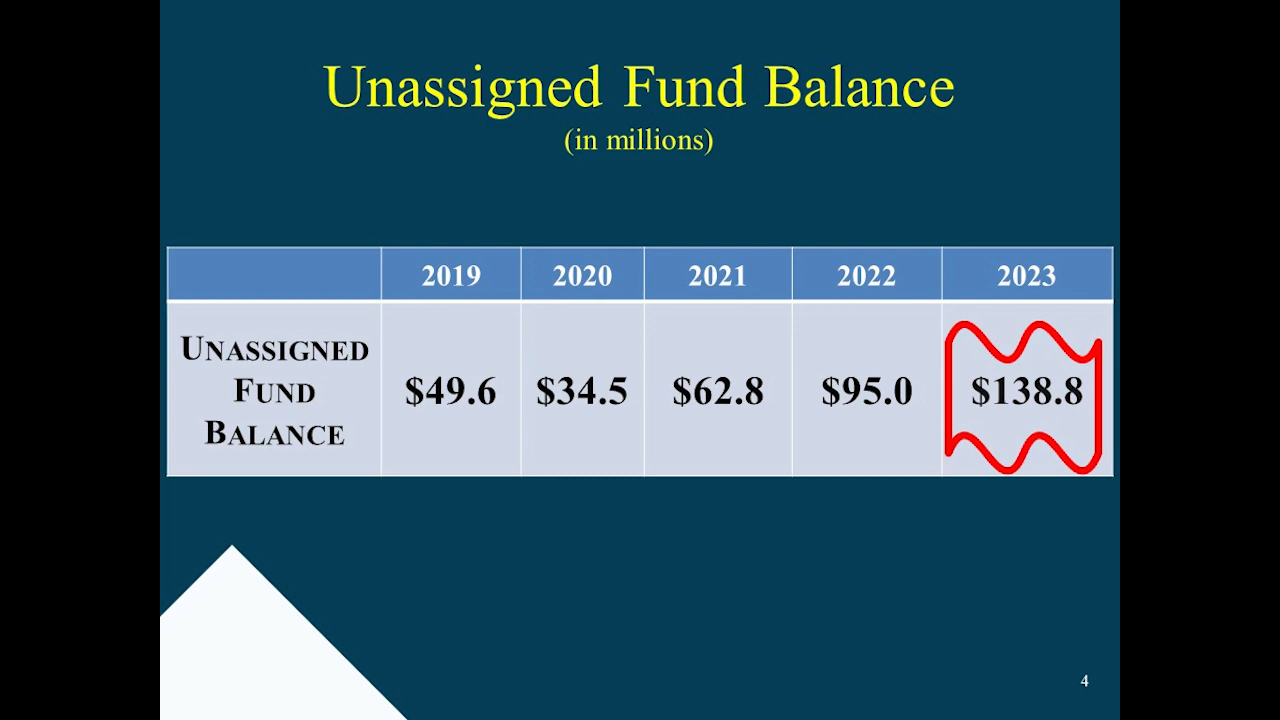 Unassigned Fund Balance
(in millions)
2019 2020 2021 2022 2023
UNASSIGNED
FUND
BALANCE
$49.6 $34.5 $62.8 $95.0 $138.8
4